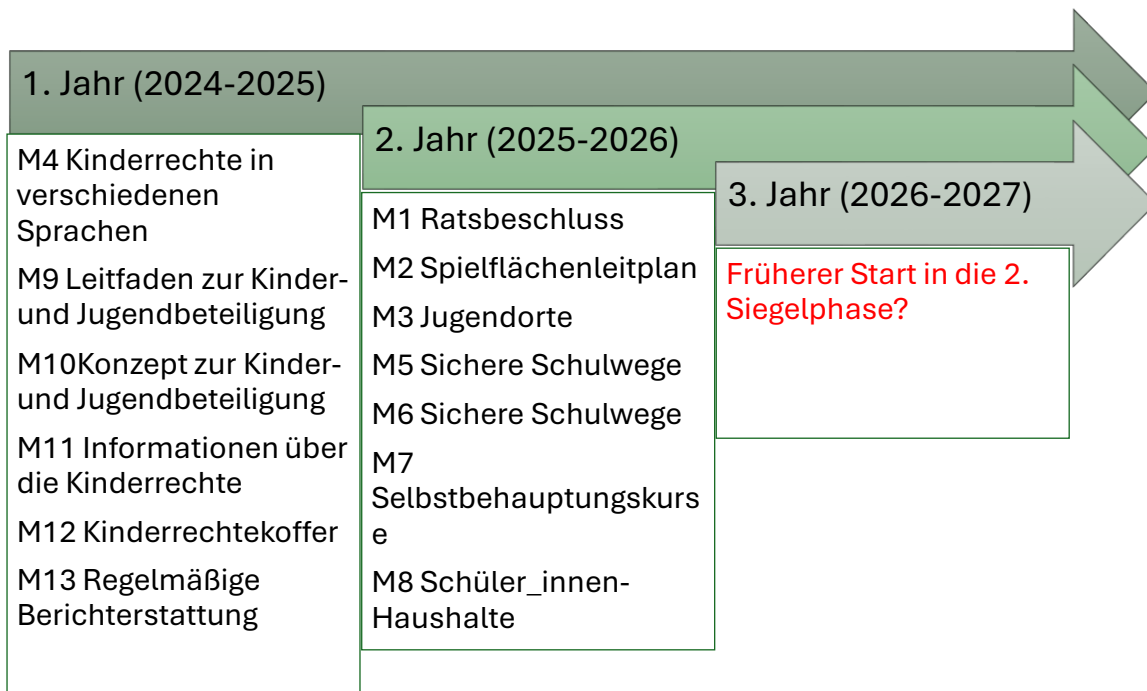 1. Jahr (2024-2025)
M4 Kinderrechte in
verschiedenen
Sprachen
M9 Leitfaden zur Kinder-
und Jugendbeteiligung
M10Konzept zur Kinder-
und Jugendbeteiligung
M11 Informationen über
die Kinderrechte
M12 Kinderrechtekoffer
M13 Regelmäßige
Berichterstattung
2. Jahr (2025-2026)
M1 Ratsbeschluss
M2 Spielflächenleitplan
M3 Jugendorte
M5 Sichere Schulwege
M6 Sichere Schulwege
M7
Selbstbehauptungskurs
e
M8 Schüler_innen-
Haushalte
3. Jahr (2026-2027)
Früherer Start in die 2.
Siegelphase?